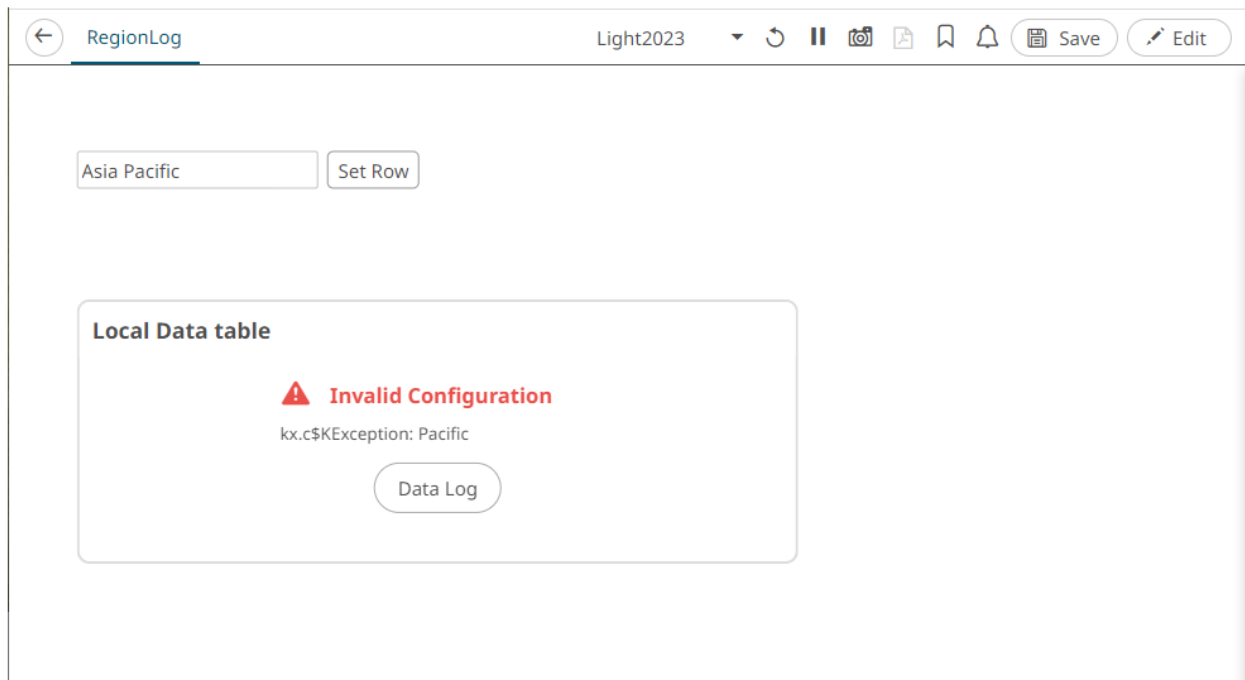 RegionLog Light2023 Save Edit
Asia Pacific Set Row
Local Data table
Invalid Configuration
kx.c$KException: Pacific
Data Log